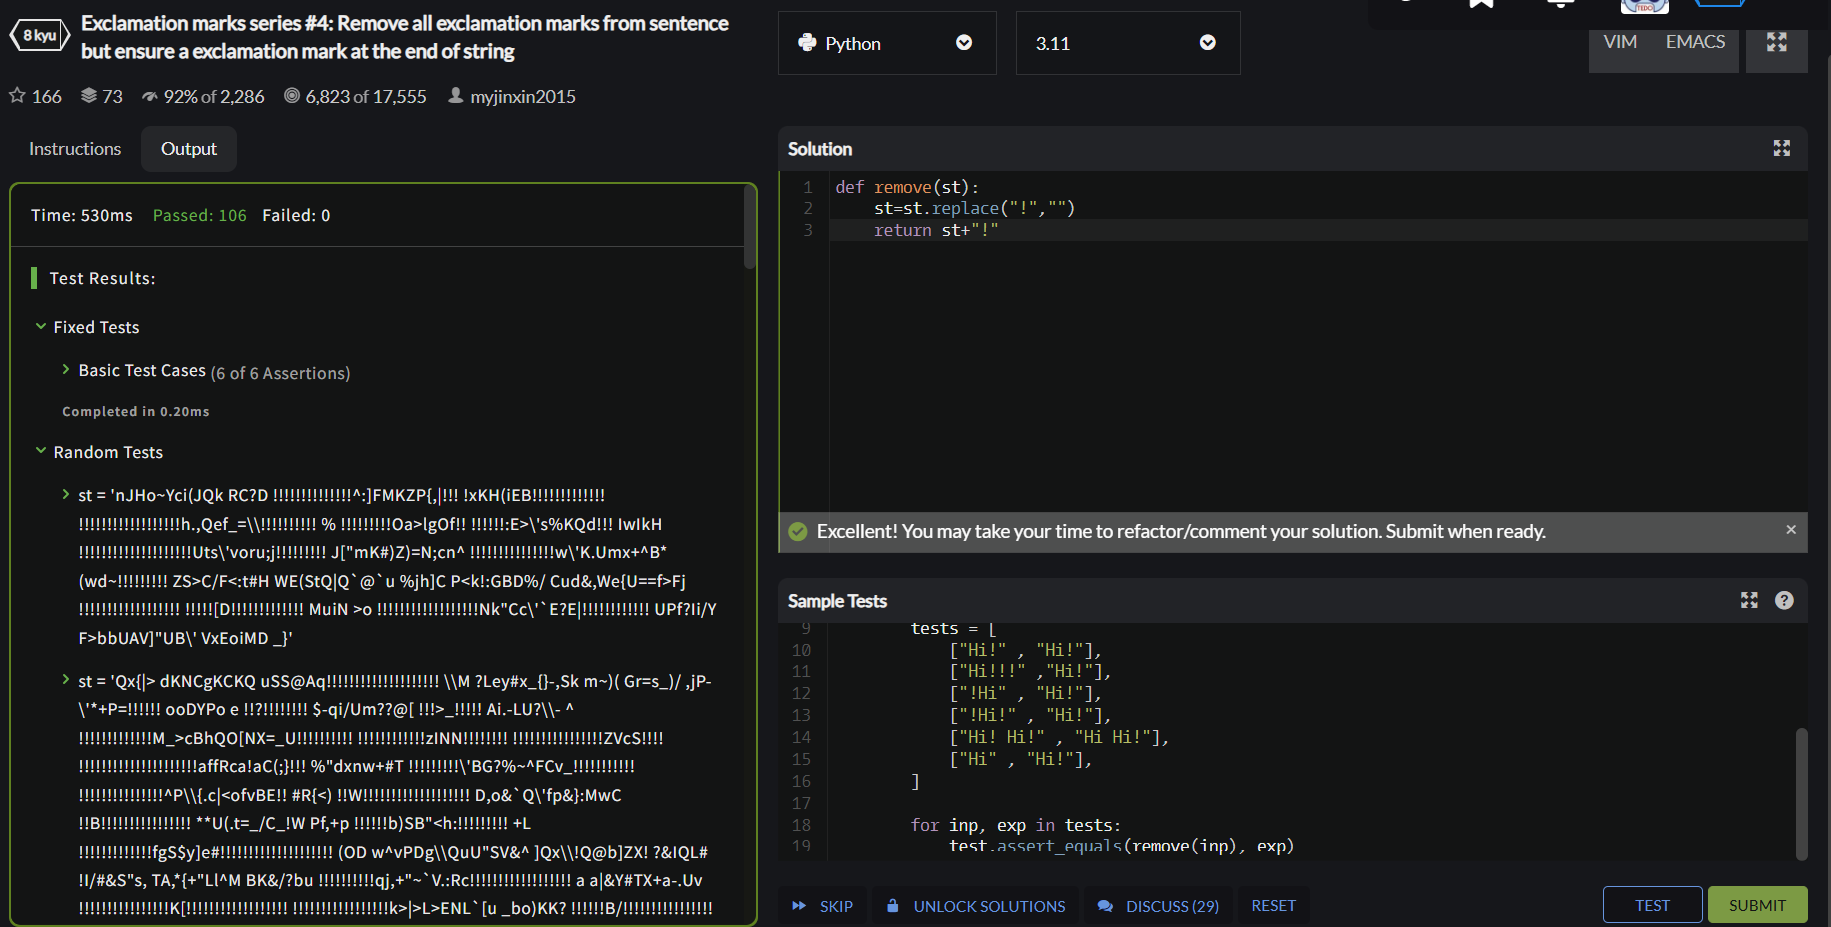 8 kyu
Exclamation marks series #4: Remove all exclamation marks from sentence
but ensure a exclamation mark at the end of string
166 73 92% of 2,286 6,823 of 17,555 myjinxin2015
Instructions Output
Time: 530ms Passed: 106 Failed: 0
Test Results:
Fixed Tests
Basic Test Cases (6 of 6 Assertions)
Completed in 0.20ms
Random Tests
st = 'nJHo~Yci(JQk RC?D !!!!!!!!!!!!!!^:]FMKZP{,|!!! !xKH(iEB!!!!!!!!!!!!!
!!!!!!!!!!!!!!!!!!h.,Qef_=\\!!!!!!!!!! % !!!!!!!!!Oa>lgOf!! !!!!!!:E>\'s%KQd!!! IwIkH
!!!!!!!!!!!!!!!!!!!!Uts\'voru;j!!!!!!!!! J["mK#)Z)=N;cn^ !!!!!!!!!!!!!!!w\'K.Umx+^B*
(wd~!!!!!!!!! ZS>C/F<:t#H WE(StQ|Q`@`u %jh]C P<k!:GBD%/ Cud&,We{U==f>Fj
!!!!!!!!!!!!!!!!!! !!!!![D!!!!!!!!!!!!! MuiN >o !!!!!!!!!!!!!!!!!!Nk"Cc\'`E?E|!!!!!!!!!!!! UPf?Ii/Y
F>bbUAV]"UB\' VxEoiMD _}'
st = 'Qx{|> dKNCgKCKQ uSS@Aq!!!!!!!!!!!!!!!!!!!! \\M ?Ley#x_{}-,Sk m~)( Gr=s_)/ ,jP-
\'*+P=!!!!!! ooDYPo e !!?!!!!!!!! $-qi/Um??@[ !!!>_!!!!! Ai.-LU?\\- ^
!!!!!!!!!!!!!M_>cBhQO[NX=_U!!!!!!!!!! !!!!!!!!!!!!zINN!!!!!!!! !!!!!!!!!!!!!!!!ZVcS!!!!
!!!!!!!!!!!!!!!!!!!!!affRca!aC(;}!!! %"dxnw+#T !!!!!!!!!\'BG?%~^FCv_!!!!!!!!!!!
!!!!!!!!!!!!!!!^P\\{.c|<ofvBE!! #R{<) !!W!!!!!!!!!!!!!!!!!!! D,o&`Q\'fp&}:MwC
!!B!!!!!!!!!!!!!!!! **U(.t=_/C_!W Pf,+p !!!!!!b)SB"<h:!!!!!!!!! +L
!!!!!!!!!!!!!fgS$y]e#!!!!!!!!!!!!!!!!!!!! (OD w^vPDg\\QuU"SV&^ ]Qx\\!Q@b]ZX! ?&IQL#
!I/#&S"s, TA,*{+"Ll^M BK&/?bu !!!!!!!!!!qj,+"~`V.:Rc!!!!!!!!!!!!!!!!!! a a|&Y#TX+a-.Uv
!!!!!!!!!!!!!!!!K[!!!!!!!!!!!!!!!!!! !!!!!!!!!!!!!!!!!k>|>L>ENL`[u _bo)KK? !!!!!!B/!!!!!!!!!!!!!!!!
Python 3.11 VIM EMACS
Solution
1 def remove(st):
2 st=st.replace("!","")
3 return st+"!"
Excellent! You may take your time to refactor/comment your solution. Submit when ready.
Sample Tests
9 tests = [
10 ["Hi!" , "Hi!"],
11 ["Hi!!!" ,"Hi!"],
12 ["!Hi" , "Hi!"],
13 ["!Hi!" , "Hi!"],
14 ["Hi! Hi!" , "Hi Hi!"],
15 ["Hi" , "Hi!"],
16 ]
17
18 for inp, exp in tests:
19 test.assert_equals(remove(inp), exp)
SKIP UNLOCK SOLUTIONS DISCUSS (29) RESET TEST SUBMIT